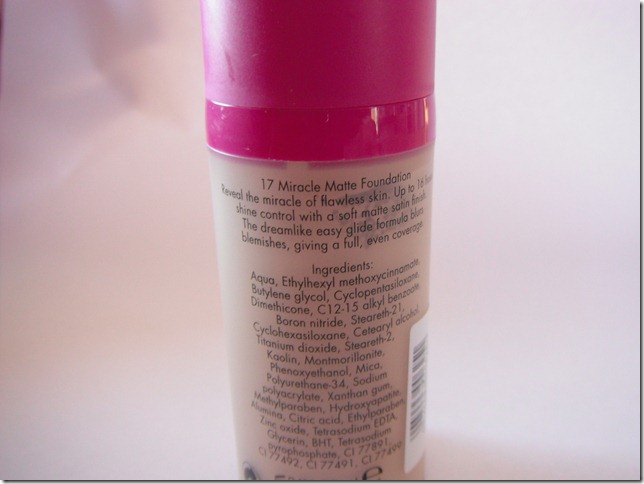 17 Miracle Matte Foundation
Reveal the miracle of flawless skin. Up to 16
shine control with a soft matte satin finish.
The dreamlike easy glide formula blurs
blemishes, giving a full, even coverage.
Ingredients:
Aqua, Ethylhexyl methoxycinnamate,
Butylene glycol, Cyclopentasiloxane,
Dimethicone, C12-15 alkyl benzoate,
Boron nitride, Steareth-21,
Cyclohexasiloxane, Cetearyl alcohol,
Titanium dioxide, Steareth-2,
Kaolin, Montmorillonite,
Phenoxyethanol, Mica,
Polyurethane-34, Sodium
polyacrylate, Xanthan gum,
Methylparaben, Hydroxyapatite,
Alumina, Citric acid, Ethylparaben,
Zinc oxide, Tetrasodium EDTA,
Glycerin, BHT, Tetrasodium
pyrophosphate, CI 77891,
CI 77492, CI 77491, CI 77499